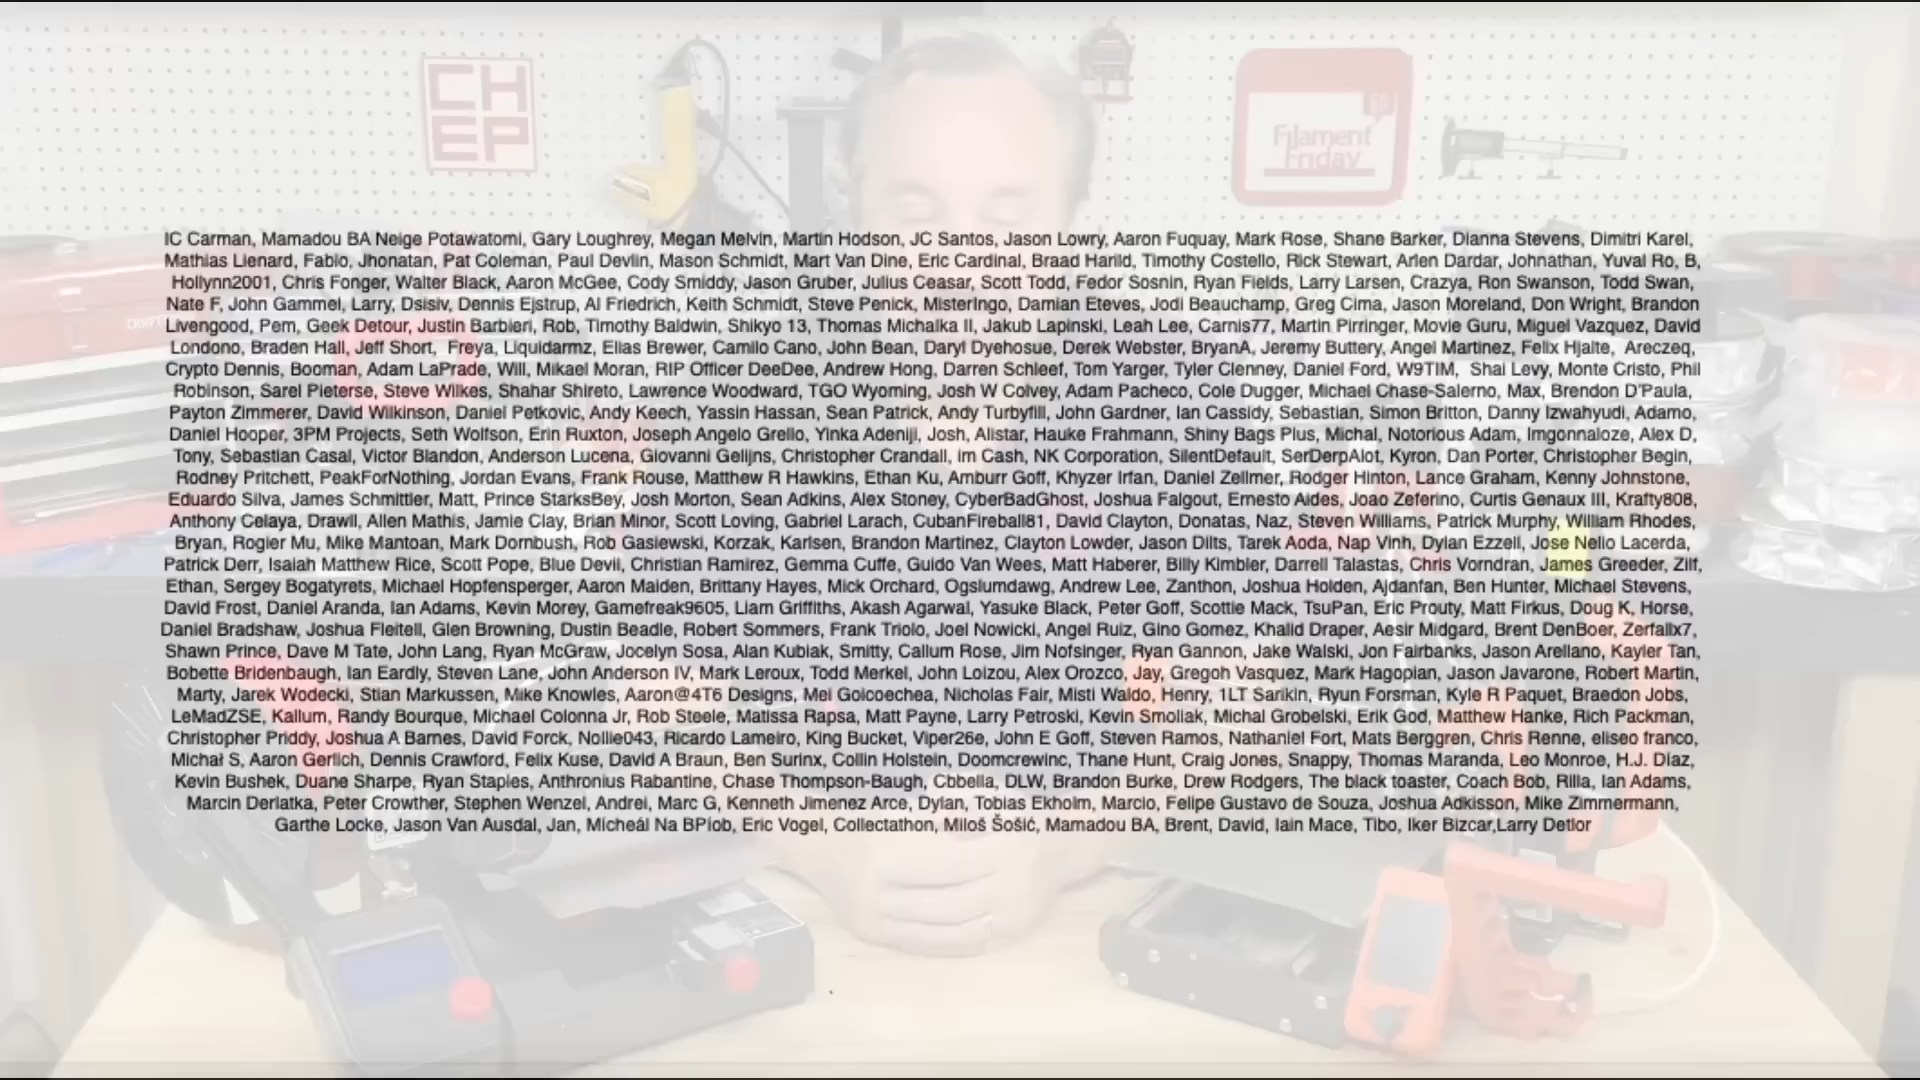 CH
EP
Filament
Friday
IC Carman, Mamadou BA Neige Potawatomi, Gary Loughrey, Megan Melvin, Martin Hodson, JC Santos, Jason Lowry, Aaron Fuquay, Mark Rose, Shane Barker, Dianna Stevens, Dimitri Karel,
Mathias Lienard, Fabio, Jhonatan, Pat Coleman, Paul Devlin, Mason Schmidt, Mart Van Dine, Eric Cardinal, Braad Harild, Timothy Costello, Rick Stewart, Arlen Dardar, Johnathan, Yuval Ro, B,
Hollynn2001, Chris Fonger, Walter Black, Aaron McGee, Cody Smiddy, Jason Gruber, Julius Ceasar, Scott Todd, Fedor Sosnin, Ryan Fields, Larry Larsen, Crazya, Ron Swanson, Todd Swan,
Nate F, John Gammel, Larry, Dsisiv, Dennis Ejstrup, Al Friedrich, Keith Schmidt, Steve Penick, MisterIngo, Damian Eteves, Jodi Beauchamp, Greg Cima, Jason Moreland, Don Wright, Brandon
Livengood, Pem, Geek Detour, Justin Barbieri, Rob, Timothy Baldwin, Shikyo 13, Thomas Michalka II, Jakub Lapinski, Leah Lee, Carnis77, Martin Pirringer, Movie Guru, Miguel Vazquez, David
Londono, Braden Hall, Jeff Short,  Freya, Liquidarmz, Elias Brewer, Camilo Cano, John Bean, Daryl Dyehosue, Derek Webster, BryanA, Jeremy Buttery, Angel Martinez, Felix Hjalte,  Areczeq,
Crypto Dennis, Booman, Adam LaPrade, Will, Mikael Moran, RIP Officer DeeDee, Andrew Hong, Darren Schleef, Tom Yarger, Tyler Clenney, Daniel Ford, W9TIM,  Shai Levy, Monte Cristo, Phil
Robinson, Sarel Pieterse, Steve Wilkes, Shahar Shireto, Lawrence Woodward, TGO Wyoming, Josh W Colvey, Adam Pacheco, Cole Dugger, Michael Chase-Salerno, Max, Brendon D'Paula,
Payton Zimmerer, David Wilkinson, Daniel Petkovic, Andy Keech, Yassin Hassan, Sean Patrick, Andy Turbyfill, John Gardner, Ian Cassidy, Sebastian, Simon Britton, Danny Izwahyudi, Adamo,
Daniel Hooper, 3PM Projects, Seth Wolfson, Erin Ruxton, Joseph Angelo Grello, Yinka Adeniji, Josh, Alistar, Hauke Frahmann, Shiny Bags Plus, Michal, Notorious Adam, Imgonnaloze, Alex D,
Tony, Sebastian Casal, Victor Blandon, Anderson Lucena, Giovanni Gelijns, Christopher Crandall, im Cash, NK Corporation, SilentDefault, SerDerpAlot, Kyron, Dan Porter, Christopher Begin,
Rodney Pritchett, PeakForNothing, Jordan Evans, Frank Rouse, Matthew R Hawkins, Ethan Ku, Amburr Goff, Khyzer Irfan, Daniel Zellmer, Rodger Hinton, Lance Graham, Kenny Johnstone,
Eduardo Silva, James Schmittler, Matt, Prince StarksBey, Josh Morton, Sean Adkins, Alex Stoney, CyberBadGhost, Joshua Falgout, Ernesto Aides, Joao Zeferino, Curtis Genaux III, Krafty808,
Anthony Celaya, Drawil, Allen Mathis, Jamie Clay, Brian Minor, Scott Loving, Gabriel Larach, CubanFireball81, David Clayton, Donatas, Naz, Steven Williams, Patrick Murphy, William Rhodes,
Bryan, Rogier Mu, Mike Mantoan, Mark Dornbush, Rob Gasiewski, Korzak, Karlsen, Brandon Martinez, Clayton Lowder, Jason Dilts, Tarek Aoda, Nap Vinh, Dylan Ezzell, Jose Nelio Lacerda,
Patrick Derr, Isaiah Matthew Rice, Scott Pope, Blue Devil, Christian Ramirez, Gemma Cuffe, Guido Van Wees, Matt Haberer, Billy Kimbler, Darrell Talastas, Chris Vorndran, James Greeder, Zilf,
Ethan, Sergey Bogatyrets, Michael Hopfensperger, Aaron Maiden, Brittany Hayes, Mick Orchard, Ogslumdawg, Andrew Lee, Zanthon, Joshua Holden, Ajdanfan, Ben Hunter, Michael Stevens,
David Frost, Daniel Aranda, Ian Adams, Kevin Morey, Gamefreak9605, Liam Griffiths, Akash Agarwal, Yasuke Black, Peter Goff, Scottie Mack, TsuPan, Eric Prouty, Matt Firkus, Doug K, Horse,
Daniel Bradshaw, Joshua Fleitell, Glen Browning, Dustin Beadle, Robert Sommers, Frank Triolo, Joel Nowicki, Angel Ruiz, Gino Gomez, Khalid Draper, Aesir Midgard, Brent DenBoer, Zerfallx7,
Shawn Prince, Dave M Tate, John Lang, Ryan McGraw, Jocelyn Sosa, Alan Kubiak, Smitty, Callum Rose, Jim Nofsinger, Ryan Gannon, Jake Walski, Jon Fairbanks, Jason Arellano, Kayler Tan,
Bobette Bridenbaugh, Ian Eardly, Steven Lane, John Anderson IV, Mark Leroux, Todd Merkel, John Loizou, Alex Orozco, Jay, Gregoh Vasquez, Mark Hagopian, Jason Javarone, Robert Martin,
Marty, Jarek Wodecki, Stian Markussen, Mike Knowles, Aaron@4T6 Designs, Mei Goicoechea, Nicholas Fair, Misti Waldo, Henry, 1LT Sarikin, Ryun Forsman, Kyle R Paquet, Braedon Jobs,
LeMadZSE, Kallum, Randy Bourque, Michael Colonna Jr, Rob Steele, Matissa Rapsa, Matt Payne, Larry Petroski, Kevin Smoliak, Michal Grobelski, Erik God, Matthew Hanke, Rich Packman,
Christopher Priddy, Joshua A Barnes, David Forck, Nollie043, Ricardo Lameiro, King Bucket, Viper26e, John E Goff, Steven Ramos, Nathaniel Fort, Mats Berggren, Chris Renne, eliseo franco,
Michał S, Aaron Gerlich, Dennis Crawford, Felix Kuse, David A Braun, Ben Surinx, Collin Holstein, Doomcrewinc, Thane Hunt, Craig Jones, Snappy, Thomas Maranda, Leo Monroe, H.J. Diaz,
Kevin Bushek, Duane Sharpe, Ryan Staples, Anthronius Rabantine, Chase Thompson-Baugh, Cbbella, DLW, Brandon Burke, Drew Rodgers, The black toaster, Coach Bob, Rilla, Ian Adams,
Marcin Derlatka, Peter Crowther, Stephen Wenzel, Andrei, Marc G, Kenneth Jimenez Arce, Dylan, Tobias Ekholm, Marcio, Felipe Gustavo de Souza, Joshua Adkisson, Mike Zimmermann,
Garthe Locke, Jason Van Ausdal, Jan, Micheál Na BPíob, Eric Vogel, Collectathon, Miloš Šošić, Mamadou BA, Brent, David, Iain Mace, Tibo, Iker Bizcar,Larry Detlor